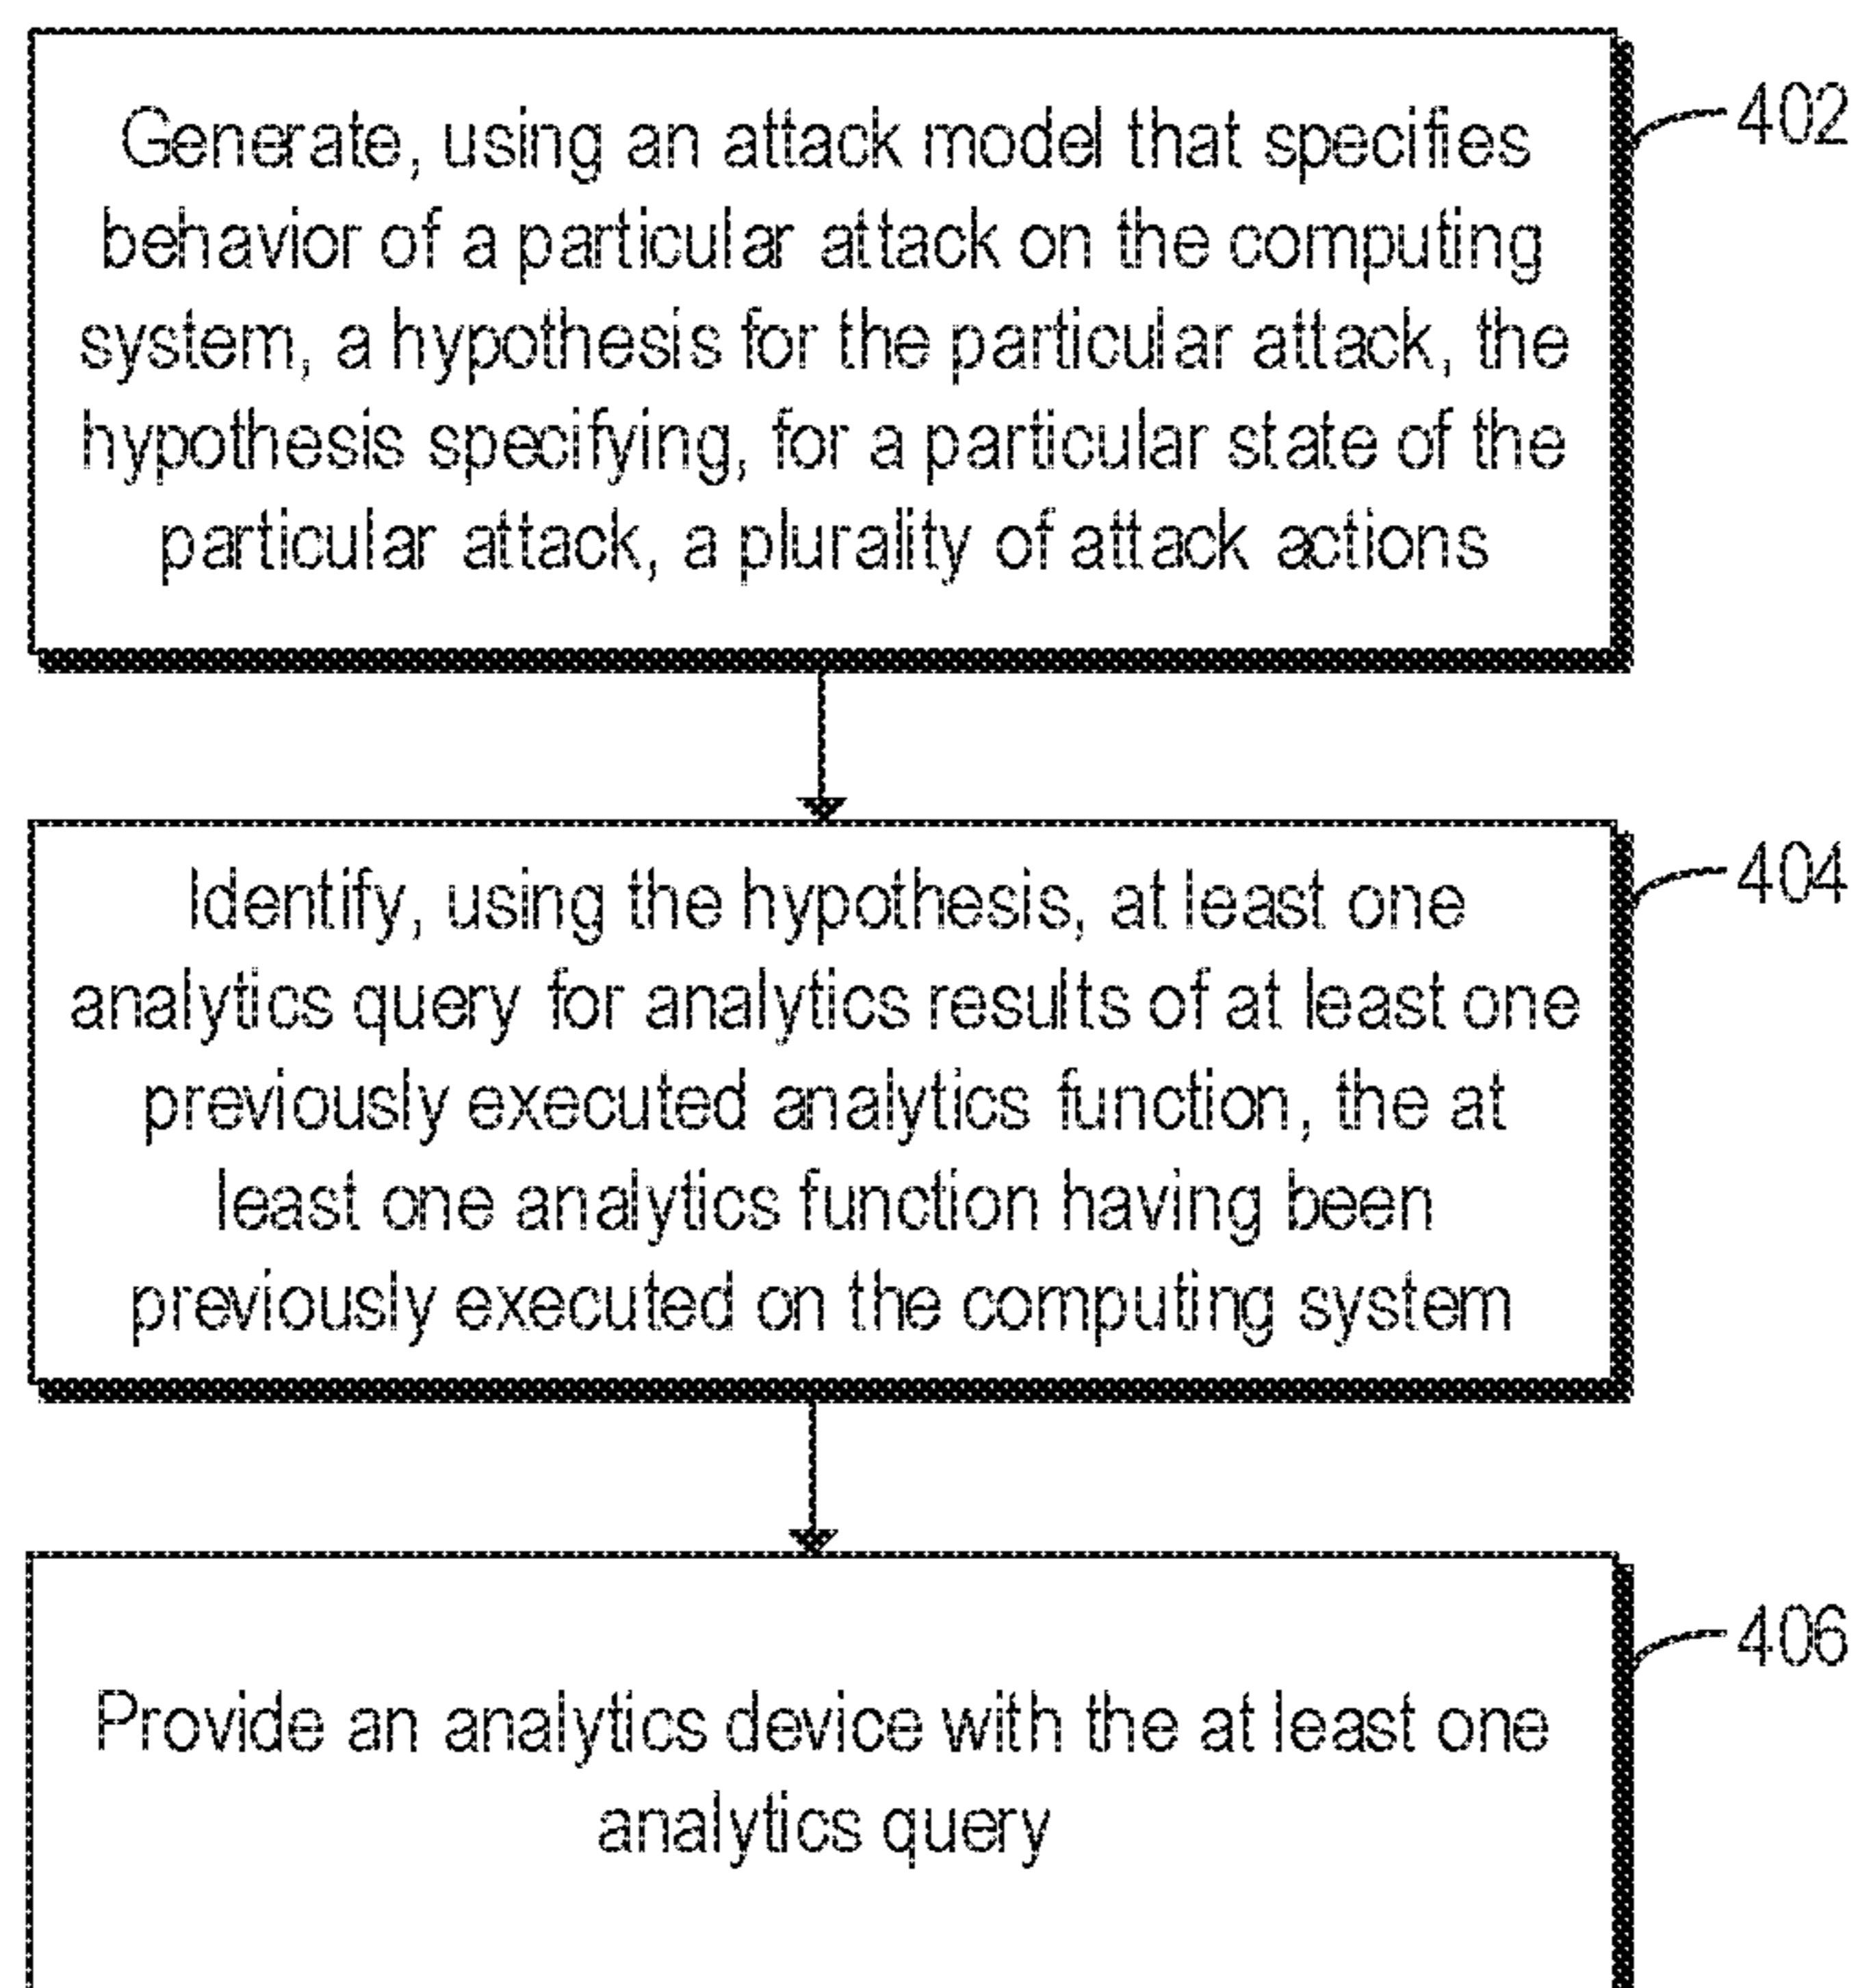 Generate, using an attack model that specifies
402
behavior of a particular attack on the computing
system, a hypothesis for the particular attack, the
hypothesis specifying, for a particular state of the
particular attack, a plurality of attack actions
Identify, using the hypothesis, at least one
404
analytics query for analytics results of at least one
previously executed analytics function, the at
least one analytics function having been
previously executed on the computing system
406
Provide an analytics device with the at least one
analytics query